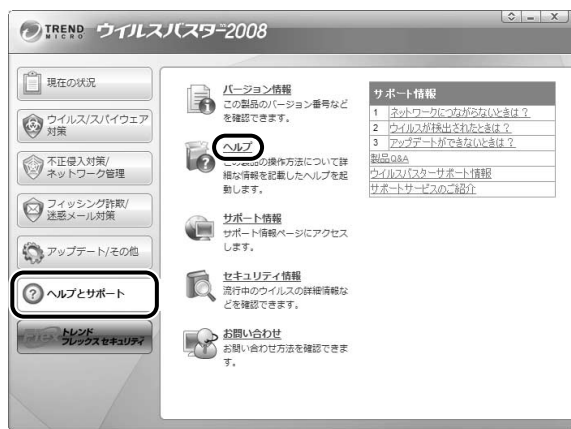 TREND MICRO ウイルスバスター™2008
現在の状況
ウイルス/スパイウェア
対策
不正侵入対策/
ネットワーク管理
フィッシング詐欺/
迷惑メール対策
アップデート/その他
ヘルプとサポート
トレンド
フレックス セキュリティ
バージョン情報
この製品のバージョン番号など
を確認できます。
ヘルプ
この製品の操作方法について詳
細な情報を記載したヘルプを起
動します。
サポート情報
サポート情報ページにアクセス
します。
セキュリティ情報
流行中のウイルスの詳細情報な
どを確認できます。
お問い合わせ
お問い合わせ方法を確認できま
す。
サポート情報
1 ネットワークにつながらないときは？
2 ウイルスが検出されたときは？
3 アップデートができないときは？
製品Q&A
ウイルスバスターサポート情報
サポートサービスのご紹介